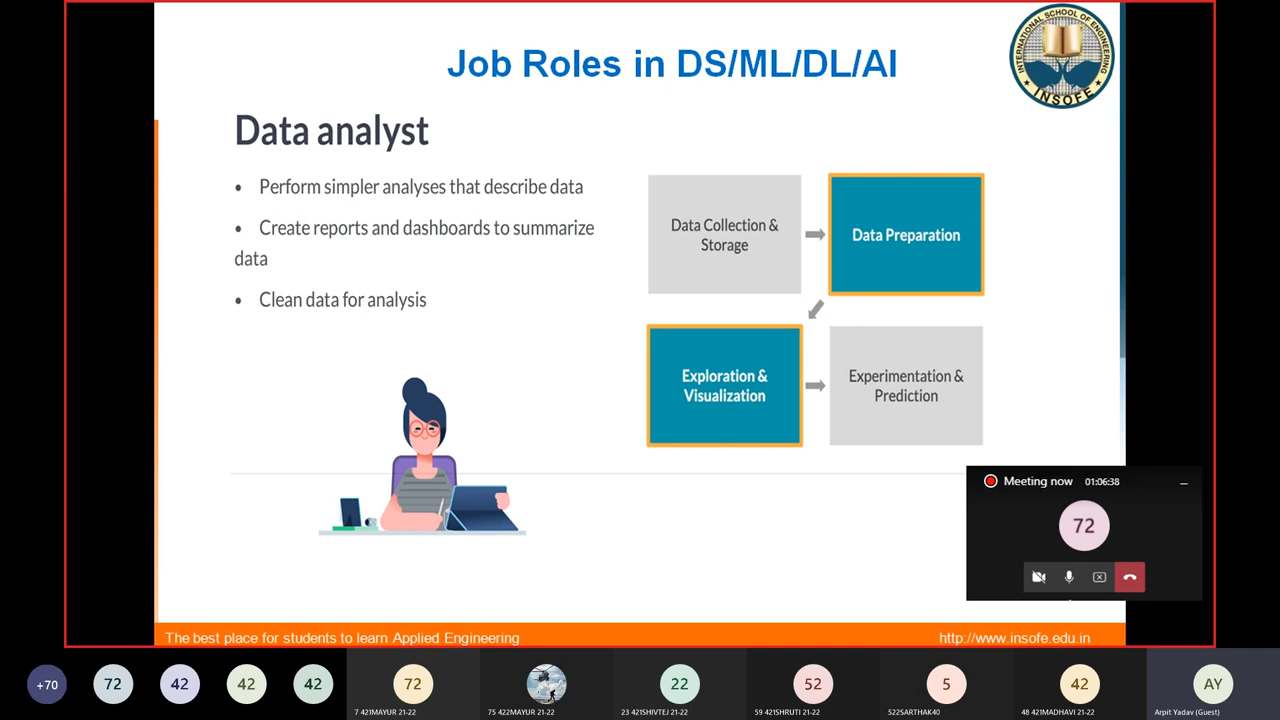 Job Roles in DS/ML/DL/AI
INTERNATIONAL SCHOOL OF ENGINEERING
INSOFE
Data analyst
• Perform simpler analyses that describe data
• Create reports and dashboards to summarize
data
• Clean data for analysis
Data Collection &
Storage
Data Preparation
Exploration &
Visualization
Experimentation &
Prediction
Meeting now 01:06:38
72
The best place for students to learn Applied Engineering
http://www.insofe.edu.in
+70
72
42
42
42
72
22
52
5
42
AY
7 421MAYUR 21-22
75 422MAYUR 21-22
23 421SHIVTEJ 21-22
59 421SHRUTI 21-22
522SARTHAK40
48 421MADHAVI 21-22
Arpit Yadav (Guest)